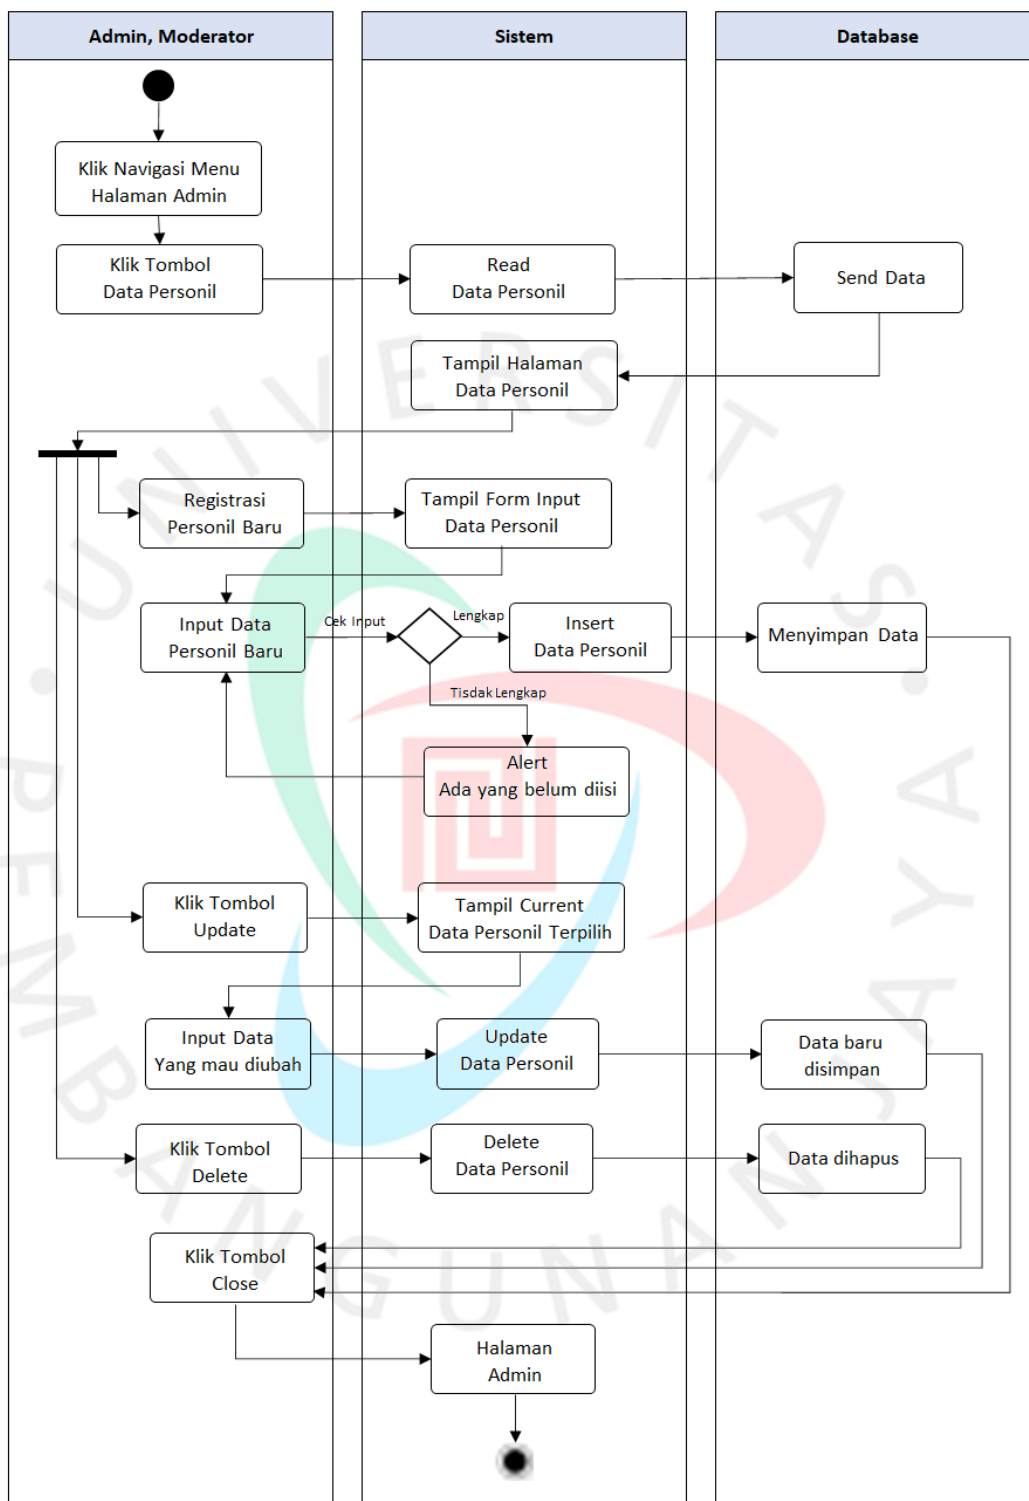 Admin, Moderator
Sistem
Database
Klik Navigasi Menu
Halaman Admin
Klik Tombol
Data Personil
Read
Data Personil
Send Data
Tampil Halaman
Data Personil
Registrasi
Personil Baru
Tampil Form Input
Data Personil
Input Data
Personil Baru
Cek Input
Lengkap
Insert
Data Personil
Menyimpan Data
Tisdak Lengkap
Alert
Ada yang belum diisi
Klik Tombol
Update
Tampil Current
Data Personil Terpilih
Input Data
Yang mau diubah
Update
Data Personil
Data baru
disimpan
Klik Tombol
Delete
Delete
Data Personil
Data dihapus
Klik Tombol
Close
Halaman
Admin
UNIVERSITAS
PEMBANGUNAN JAYA